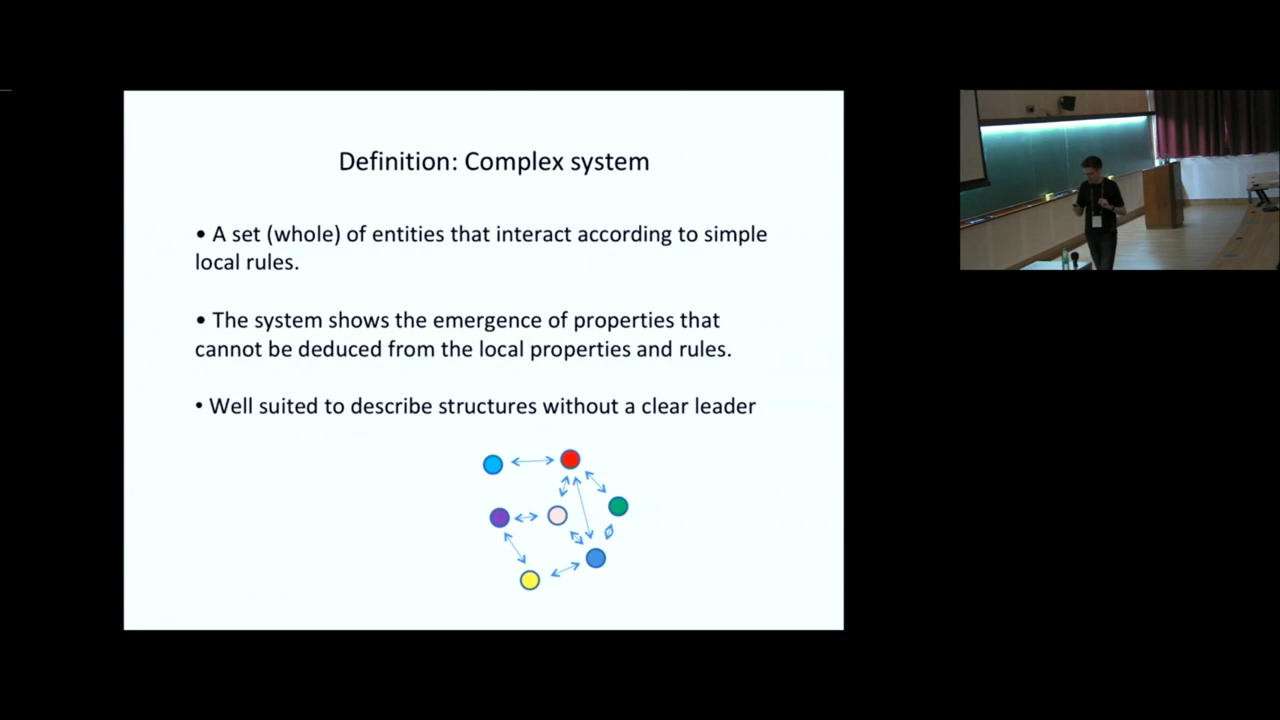 Definition: Complex system
• A set (whole) of entities that interact according to simple
local rules.
• The system shows the emergence of properties that
cannot be deduced from the local properties and rules.
• Well suited to describe structures without a clear leader